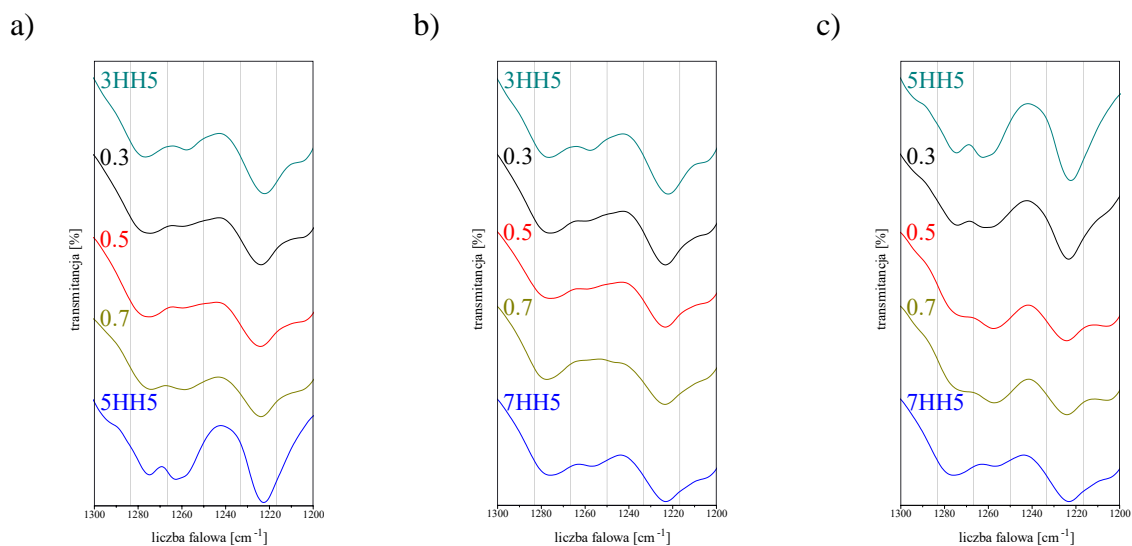 a)
3HH5
0.3
0.5
0.7
5HH5
transmitancja [%]
1300 1280 1260 1240 1220 1200
liczba falowa [cm⁻¹]
b)
3HH5
0.3
0.5
0.7
7HH5
transmitancja [%]
1300 1280 1260 1240 1220 1200
liczba falowa [cm⁻¹]
c)
5HH5
0.3
0.5
0.7
7HH5
transmitancja [%]
1300 1280 1260 1240 1220 1200
liczba falowa [cm⁻¹]